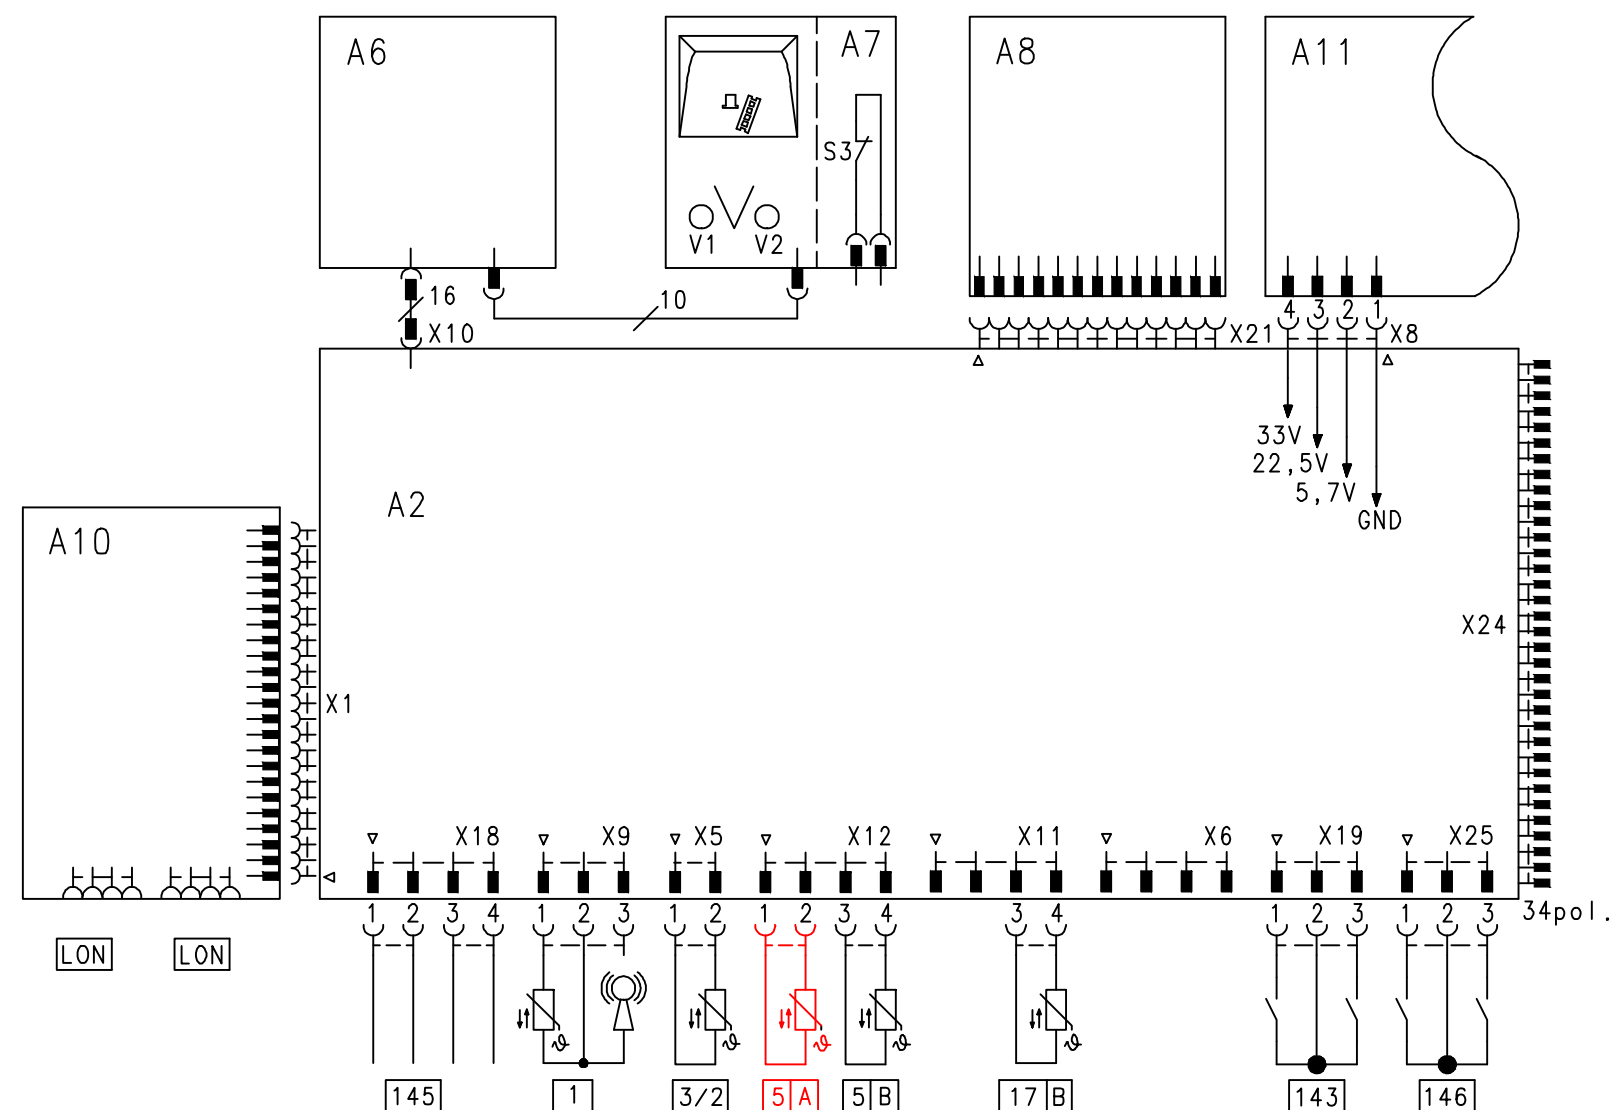 A6
A7
A8
A11
S3
V1 V2
16
10
X10
X21
4 3 2 1
X8
33V
22,5V
5,7V
GND
A2
A10
X24
X1
X18 X9 X5 X12 X11 X6 X19 X25
1 2 3 4 1 2 3 1 2 1 2 3 4 3 4 1 2 3 1 2 3
34pol.
LON LON
ϑ ϑ ϑ ϑ ϑ
145 1 3/2 5 A 5 B 17 B 143 146